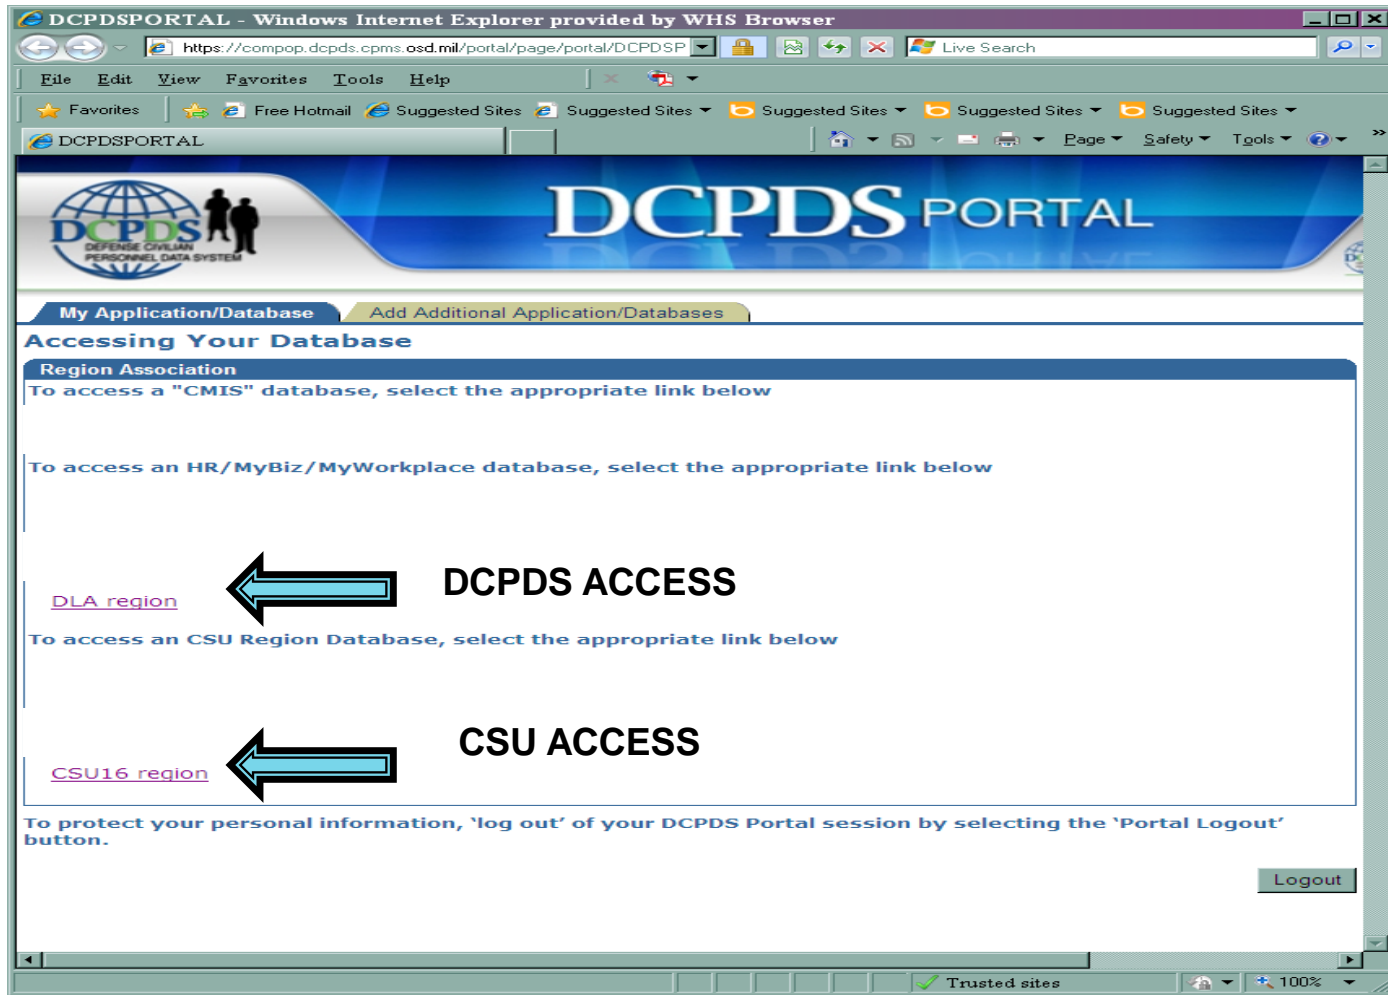 DCPDSPORTAL - Windows Internet Explorer provided by WHS Browser
https://compop.dcpds.cpms.osd.mil/portal/page/portal/DCPDSP
Live Search
File Edit View Favorites Tools Help
Favorites Free Hotmail Suggested Sites Suggested Sites Suggested Sites Suggested Sites Suggested Sites
DCPDSPORTAL
Page Safety Tools
DCPDS
DEFENSE CIVILIAN
PERSONNEL DATA SYSTEM
DCPDS PORTAL
My Application/Database Add Additional Application/Databases
Accessing Your Database
Region Association
To access a "CMIS" database, select the appropriate link below
To access an HR/MyBiz/MyWorkplace database, select the appropriate link below
DCPDS ACCESS
DLA region
To access an CSU Region Database, select the appropriate link below
CSU ACCESS
CSU16 region
To protect your personal information, ‘log out’ of your DCPDS Portal session by selecting the ‘Portal Logout’
button.
Logout
Trusted sites
100%